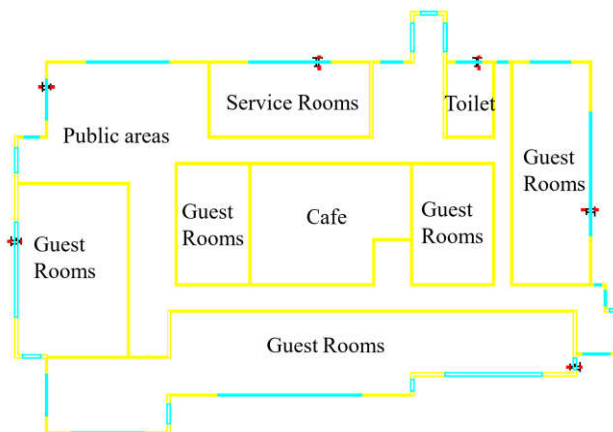 Service Rooms
Toilet
Public areas
Guest
Rooms
Guest
Rooms
Cafe
Guest
Rooms
Guest
Rooms
Guest Rooms